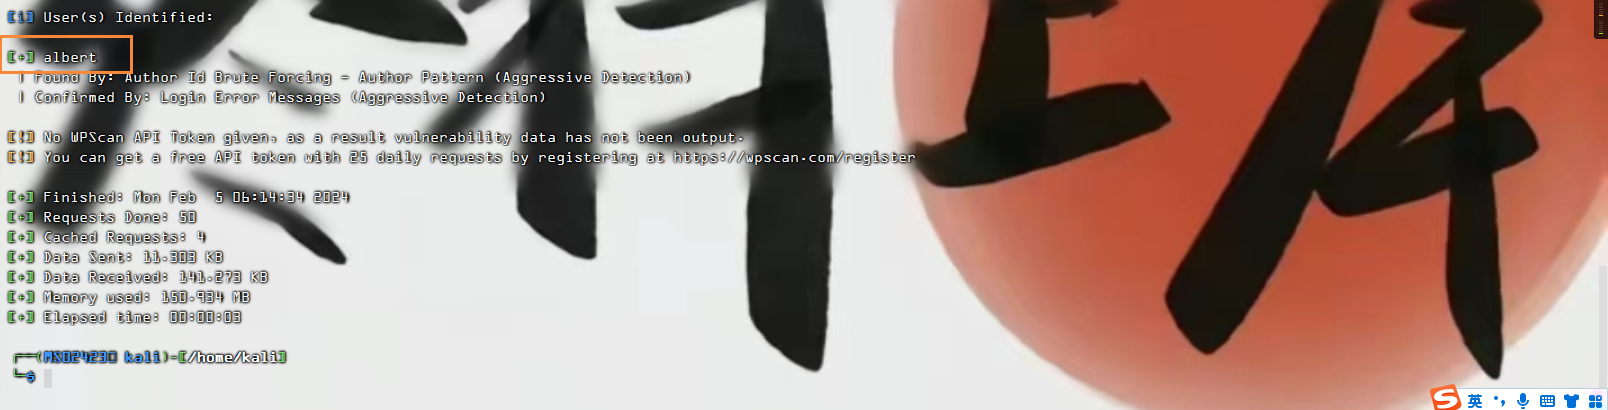 [i] User(s) Identified:
[+] albert
| Found By: Author Id Brute Forcing - Author Pattern (Aggressive Detection)
| Confirmed By: Login Error Messages (Aggressive Detection)
[!] No WPScan API Token given, as a result vulnerability data has not been output.
[!] You can get a free API token with 25 daily requests by registering at https://wpscan.com/register
[+] Finished: Mon Feb  5 06:14:34 2024
[+] Requests Done: 50
[+] Cached Requests: 4
[+] Data Sent: 11.303 KB
[+] Data Received: 141.273 KB
[+] Memory used: 150.934 MB
[+] Elapsed time: 00:00:03
kali)-[/home/kali]
英